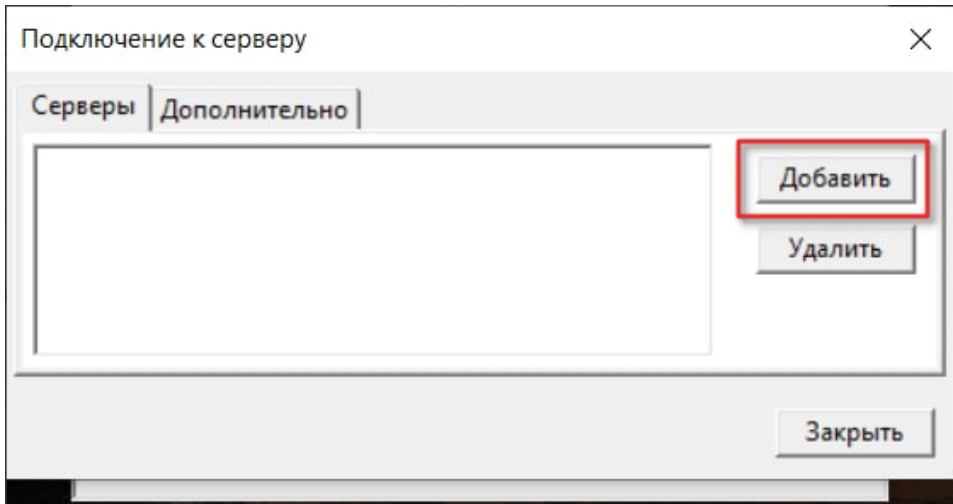 Подключение к серверу
Серверы
Дополнительно
Добавить
Удалить
Закрыть